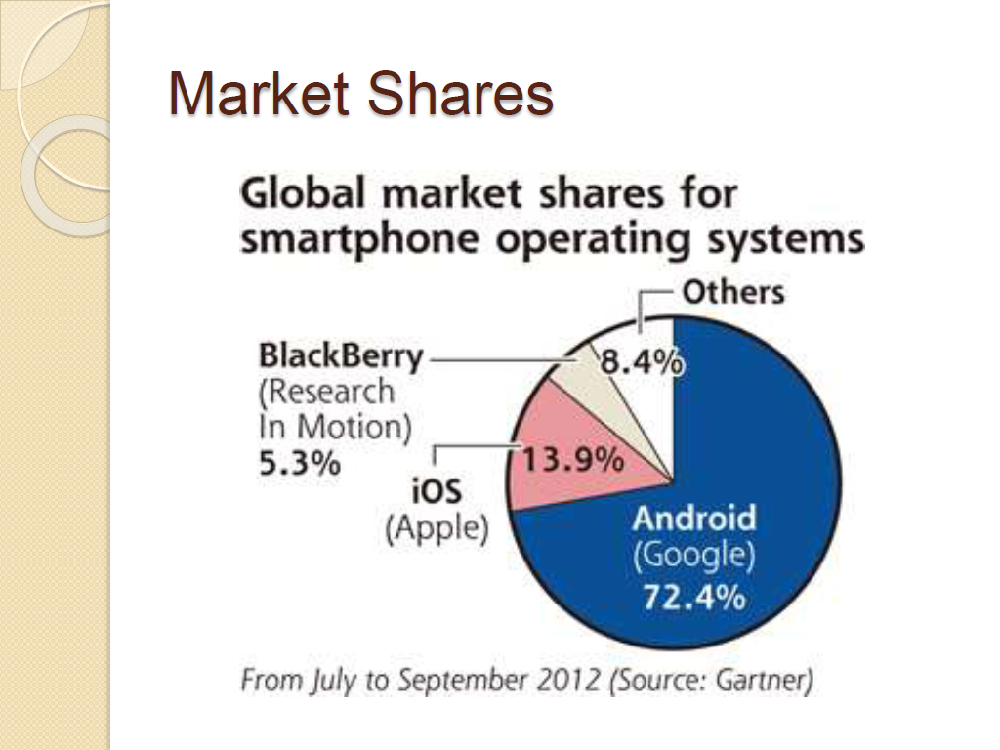 Market Shares
Global market shares for
smartphone operating systems
Others
8.4%
BlackBerry
(Research
In Motion)
5.3%
13.9%
iOS
(Apple)
Android
(Google)
72.4%
From July to September 2012 (Source: Gartner)